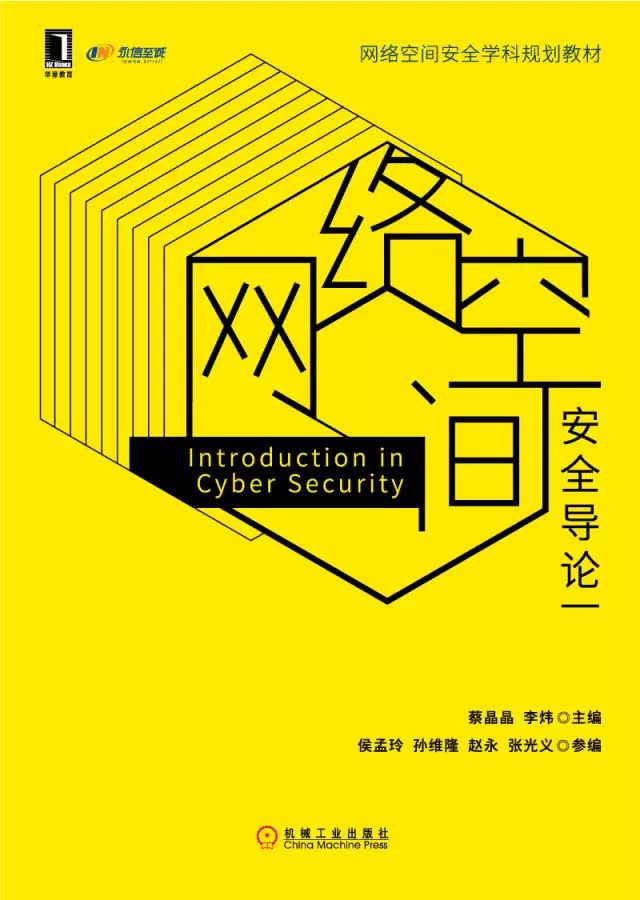 HZ BOOKS
华章教育
永信至诚
网络空间安全学科规划教材
网络空间
安全导论
Introduction in
Cyber Security
蔡晶晶 李炜◎主编
侯孟玲 孙维隆 赵永 张光义◎参编
机械工业出版社
China Machine Press